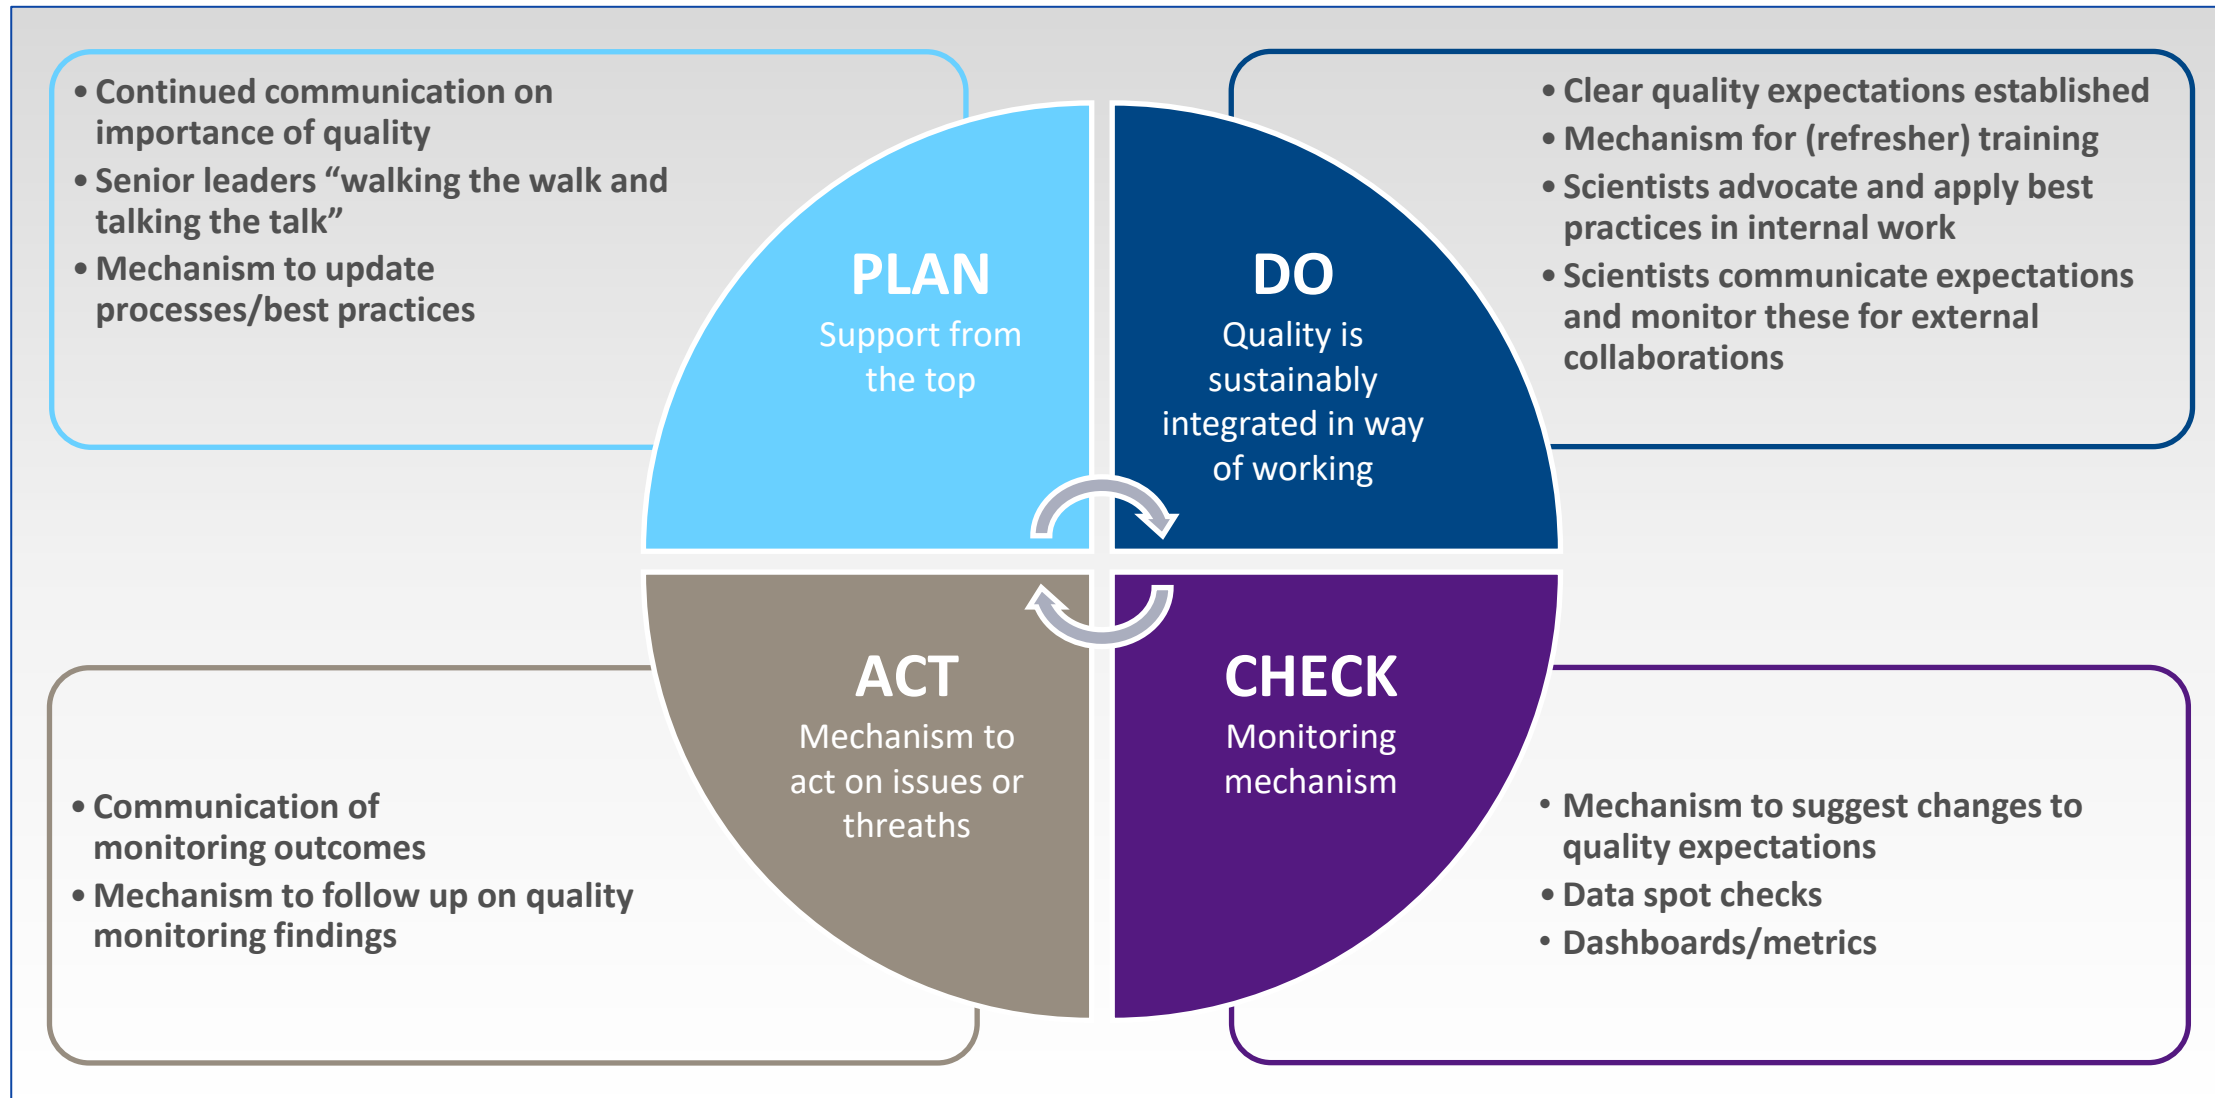 • Continued communication on
importance of quality
• Senior leaders “walking the walk and
talking the talk”
• Mechanism to update
processes/best practices
PLAN
Support from
the top
DO
Quality is
sustainably
integrated in way
of working
• Clear quality expectations established
• Mechanism for (refresher) training
• Scientists advocate and apply best
practices in internal work
• Scientists communicate expectations
and monitor these for external
collaborations
• Communication of
monitoring outcomes
• Mechanism to follow up on quality
monitoring findings
ACT
Mechanism to
act on issues or
threaths
CHECK
Monitoring
mechanism
• Mechanism to suggest changes to
quality expectations
• Data spot checks
• Dashboards/metrics